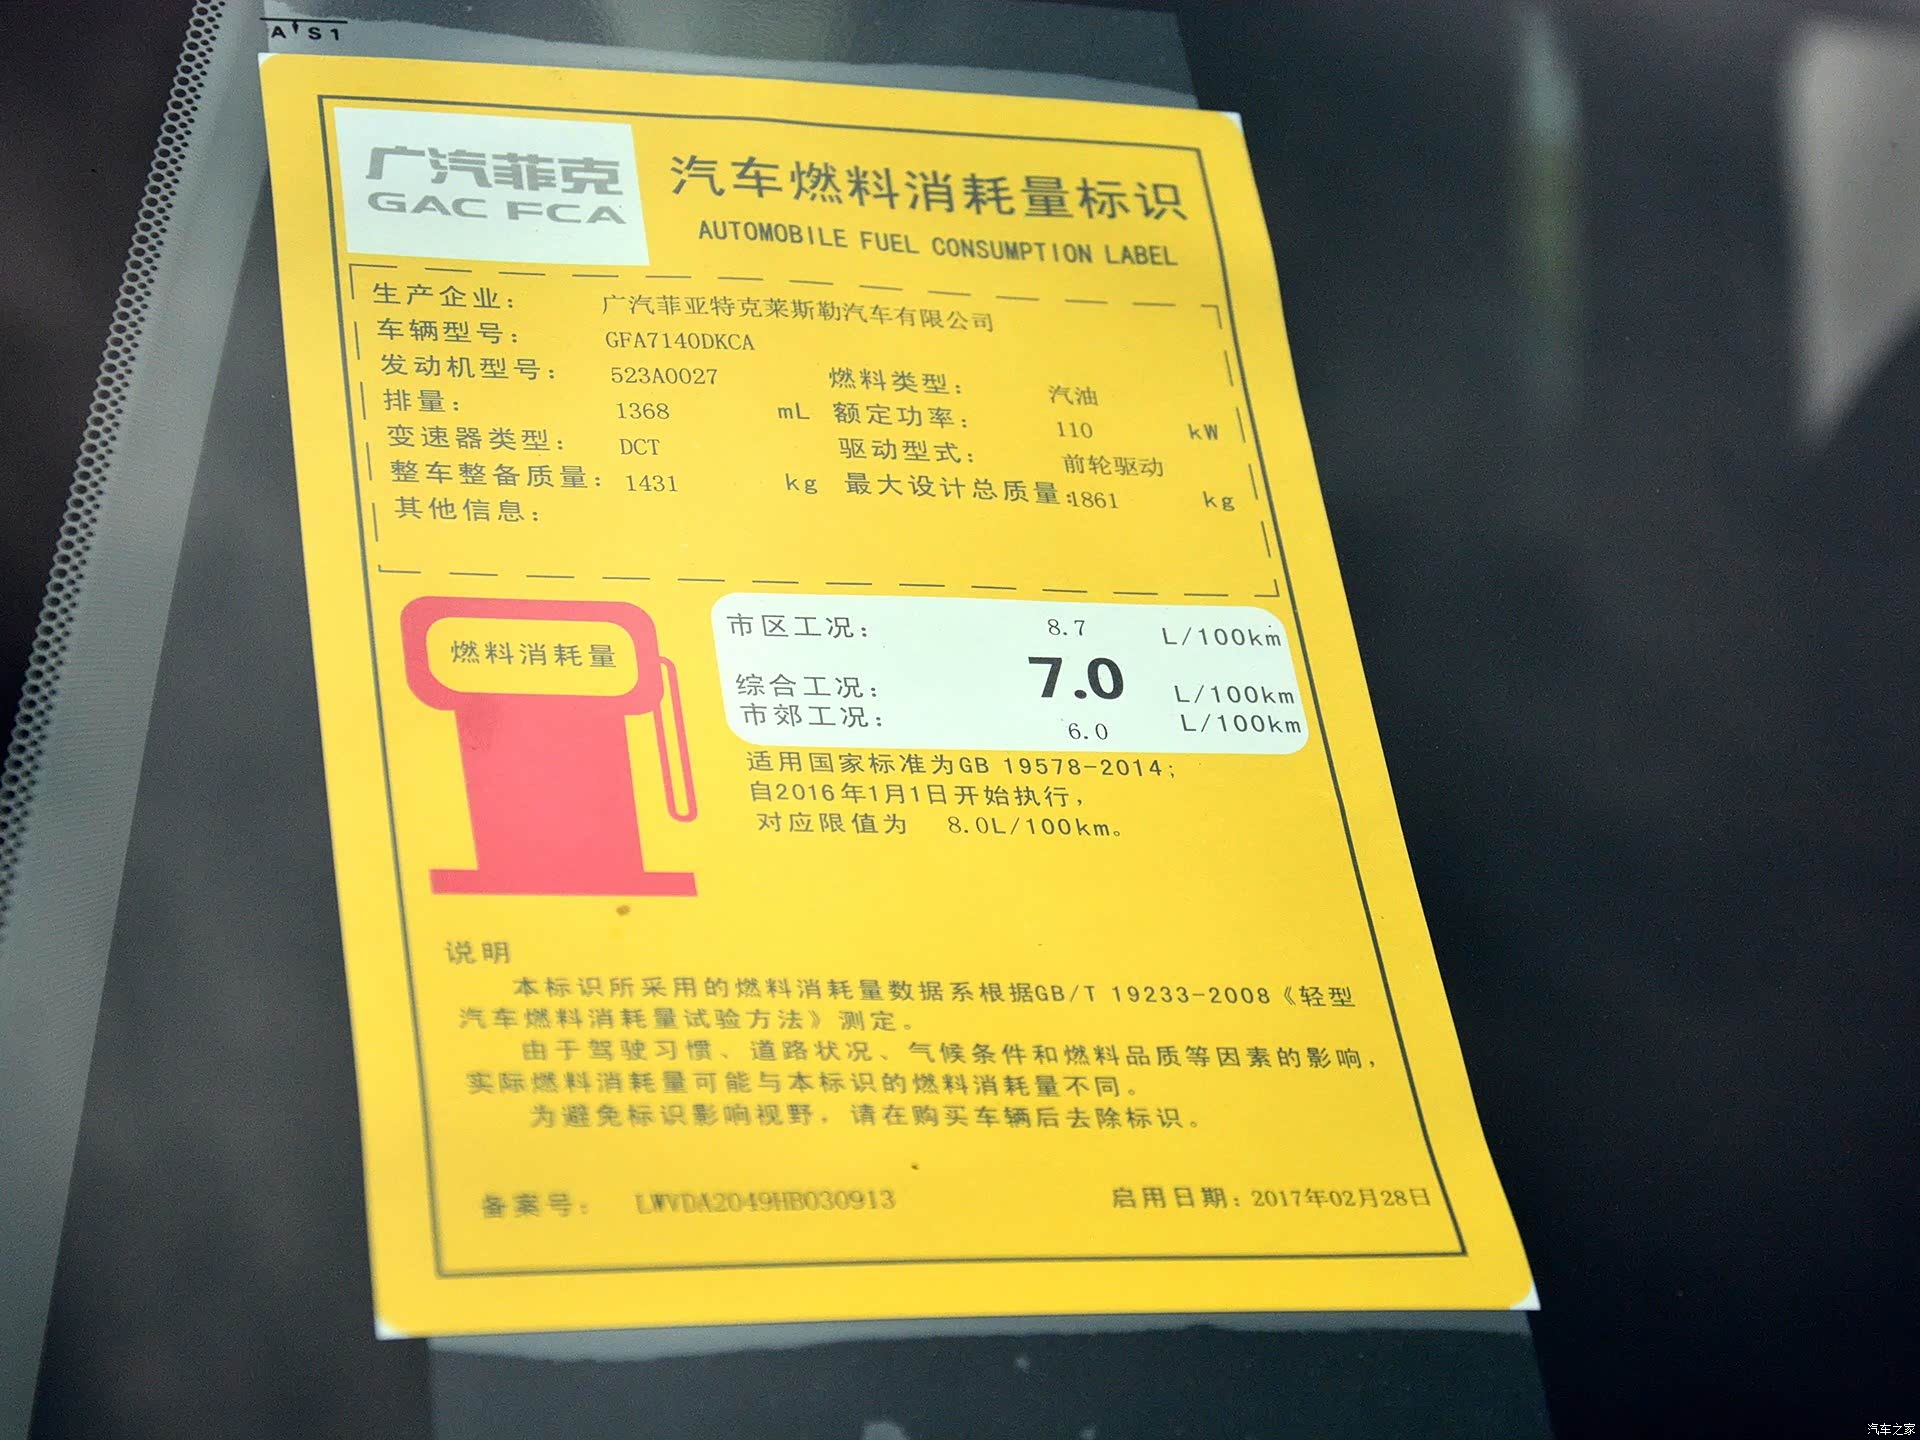 AS1
广汽菲克
GAC FCA
汽车燃料消耗量标识
AUTOMOBILE FUEL CONSUMPTION LABEL
生产企业： 广汽菲亚特克莱斯勒汽车有限公司
车辆型号： GFA7140DKCA
发动机型号： 523A0027 燃料类型： 汽油
排量： 1368 mL 额定功率： 110 kW
变速器类型： DCT 驱动型式： 前轮驱动
整车整备质量： 1431 kg 最大设计总质量：1861 kg
其他信息：
燃料消耗量
市区工况： 8.7 L/100km
综合工况： 7.0 L/100km
市郊工况： 6.0 L/100km
适用国家标准为GB 19578-2014；
自2016年1月1日开始执行，
对应限值为 8.0L/100km。
说明
本标识所采用的燃料消耗量数据系根据GB/T 19233-2008《轻型
汽车燃料消耗量试验方法》测定。
由于驾驶习惯、道路状况、气候条件和燃料品质等因素的影响，
实际燃料消耗量可能与本标识的燃料消耗量不同。
为避免标识影响视野，请在购买车辆后去除标识。
备案号： LWVDA2049HB030913 启用日期：2017年02月28日
汽车之家